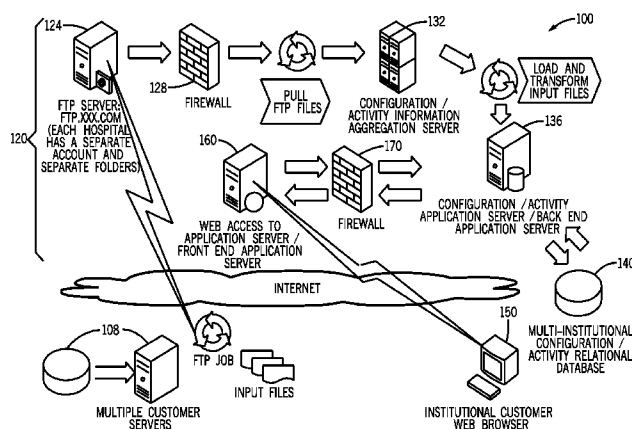 100
124
FTP SERVER:
FTP.XXX.COM
(EACH HOSPITAL
HAS A SEPARATE
ACCOUNT AND
SEPARATE FOLDERS)
120
128
FIREWALL
PULL
FTP FILES
132
CONFIGURATION /
ACTIVITY INFORMATION
AGGREGATION SERVER
LOAD AND
TRANSFORM
INPUT FILES
136
CONFIGURATION /ACTIVITY
APPLICATION SERVER /BACK END
APPLICATION SERVER
160
WEB ACCESS TO
APPLICATION SERVER /
FRONT END APPLICATION
SERVER
170
FIREWALL
140
MULTI-INSTITUTIONAL
CONFIGURATION /
ACTIVITY RELATIONAL
DATABASE
INTERNET
108
MULTIPLE CUSTOMER
SERVERS
FTP JOB
INPUT FILES
150
INSTITUTIONAL CUSTOMER
WEB BROWSER